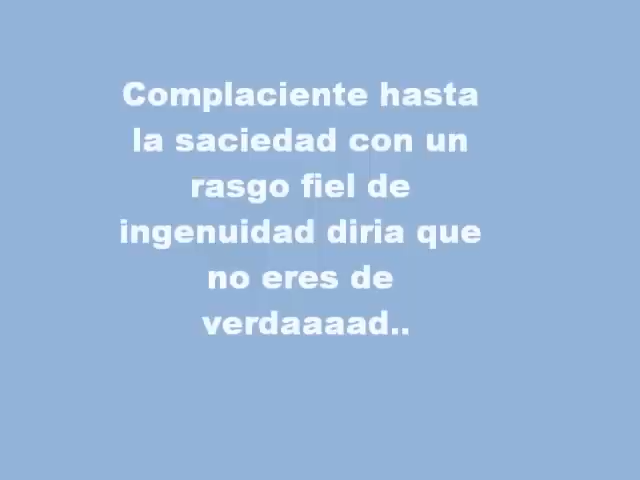 Complaciente hasta
la saciedad con un
rasgo fiel de
ingenuidad diria que
no eres de
verdaaaad..